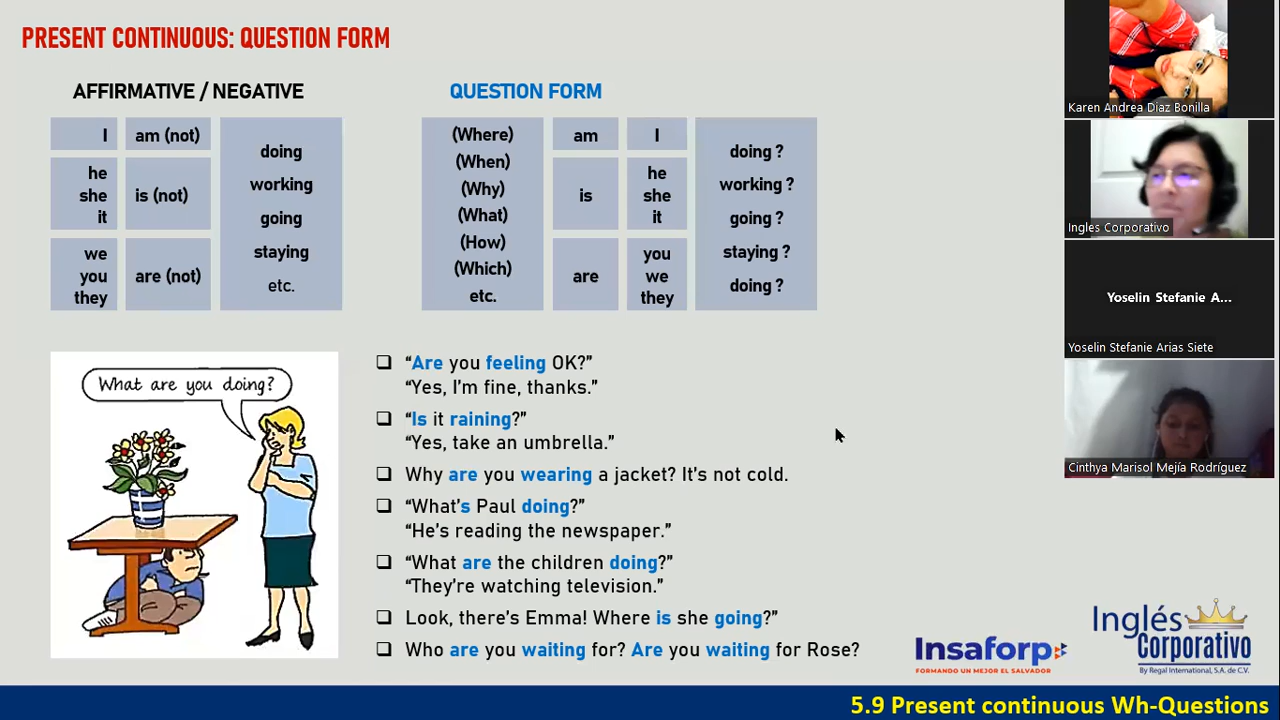 PRESENT CONTINUOUS: QUESTION FORM
AFFIRMATIVE / NEGATIVE
I
am (not)
he
she
it
is (not)
we
you
they
are (not)
doing
working
going
staying
etc.
QUESTION FORM
(Where)
(When)
(Why)
(What)
(How)
(Which)
etc.
am
is
are
I
he
she
it
you
we
they
doing ?
working ?
going ?
staying ?
doing ?
What are you doing?
“Are you feeling OK?”
“Yes, I’m fine, thanks.”
“Is it raining?”
“Yes, take an umbrella.”
Why are you wearing a jacket? It’s not cold.
“What’s Paul doing?”
“He’s reading the newspaper.”
“What are the children doing?”
“They’re watching television.”
Look, there’s Emma! Where is she going?”
Who are you waiting for? Are you waiting for Rose?
Insaforp
FORMANDO UN MEJOR EL SALVADOR
Inglés
Corporativo
By Regal International, S.A. de C.V.
5.9 Present continuous Wh-Questions
Karen Andrea Diaz Bonilla
Ingles Corporativo
Yoselin Stefanie A...
Yoselin Stefanie Arias Siete
Cinthya Marisol Mejía Rodríguez